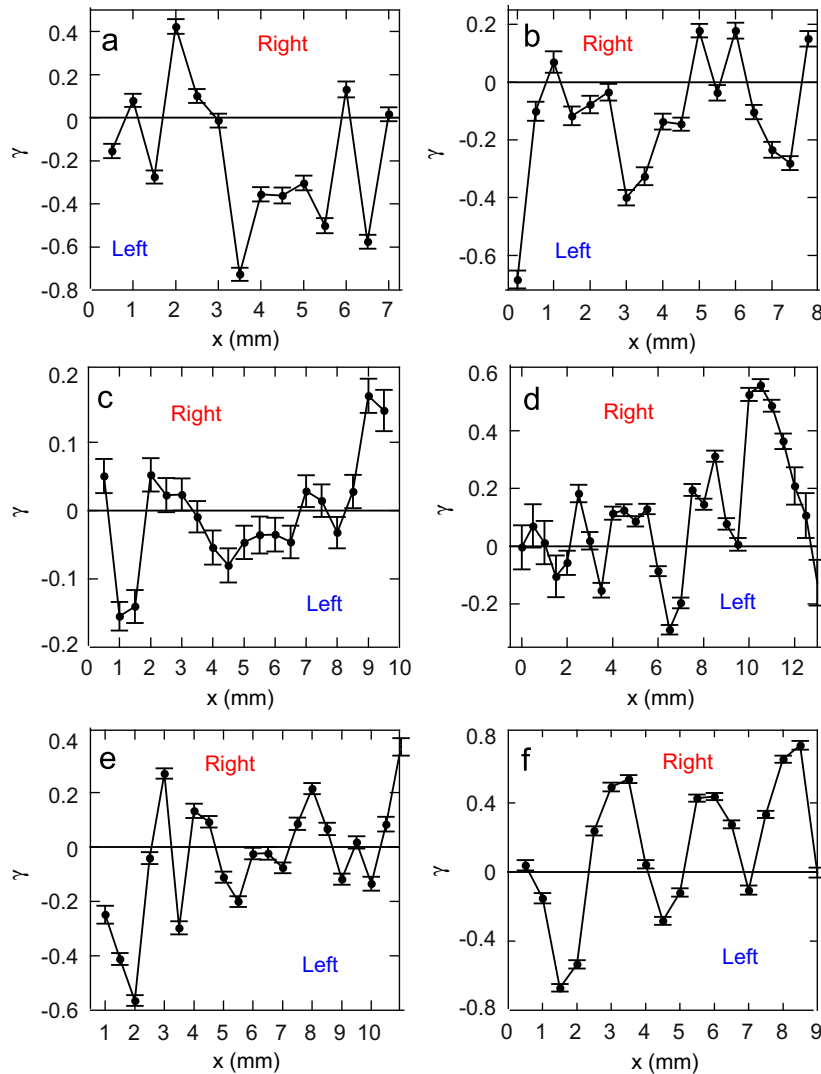 a
Right
Left
0.4
0.2
0
-0.2
-0.4
-0.6
-0.8
γ
0 1 2 3 4 5 6 7
x (mm)
b
Right
Left
0.2
0
-0.2
-0.4
-0.6
γ
0 1 2 3 4 5 6 7 8
x (mm)
c
Right
Left
0.2
0.1
0
-0.1
-0.2
γ
0 1 2 3 4 5 6 7 8 9 10
x (mm)
d
Right
Left
0.6
0.4
0.2
0
-0.2
γ
0 2 4 6 8 10 12
x (mm)
e
Right
Left
0.4
0.2
0
-0.2
-0.4
-0.6
γ
1 2 3 4 5 6 7 8 9 10
x (mm)
f
Right
Left
0.8
0.4
0
-0.4
-0.8
γ
0 1 2 3 4 5 6 7 8 9
x (mm)